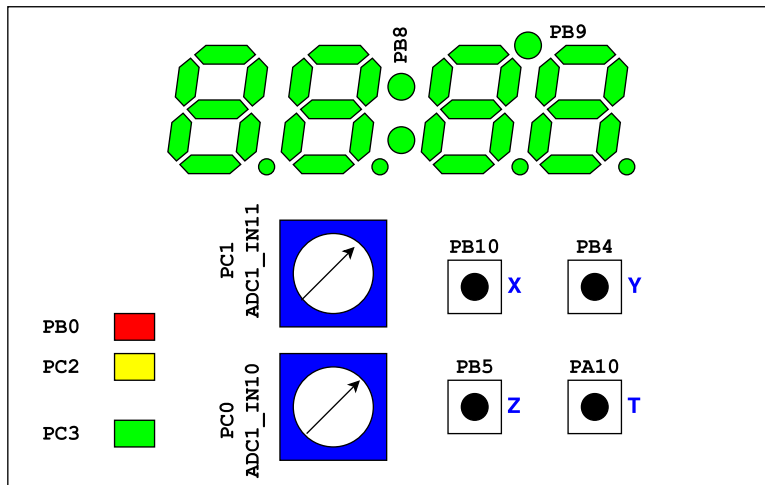 PB8
PB9
PC1
ADC1_IN11
PB10
X
PB4
Y
PB0
PC2
PC3
PC0
ADC1_IN10
PB5
Z
PA10
T